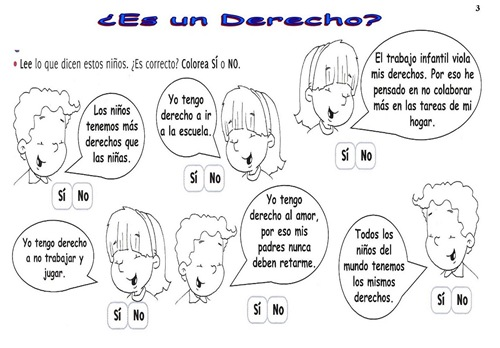 ¿Es un Derecho?
3
• Lee lo que dicen estos niños. ¿Es correcto? Colorea SÍ o NO.
Los niños
tenemos más
derechos que
las niñas.
Sí No
Yo tengo
derecho a ir
a la escuela.
Sí No
El trabajo infantil viola
mis derechos. Por eso he
pensado en no colaborar
más en las tareas de mi
hogar.
Sí No
Yo tengo derecho
a no trabajar y
jugar.
Sí No
Yo tengo
derecho al amor,
por eso mis
padres nunca
deben retarme.
Sí No
Todos los
niños del
mundo tenemos
los mismos
derechos.
Sí No